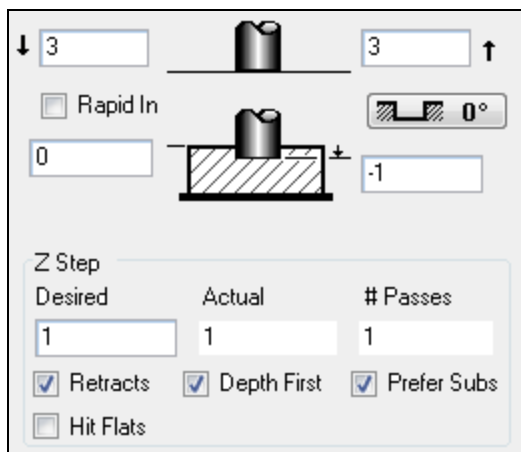 3 3
Rapid In
0°
0
-1
Z Step
Desired Actual # Passes
1 1 1
Retracts Depth First Prefer Subs
Hit Flats